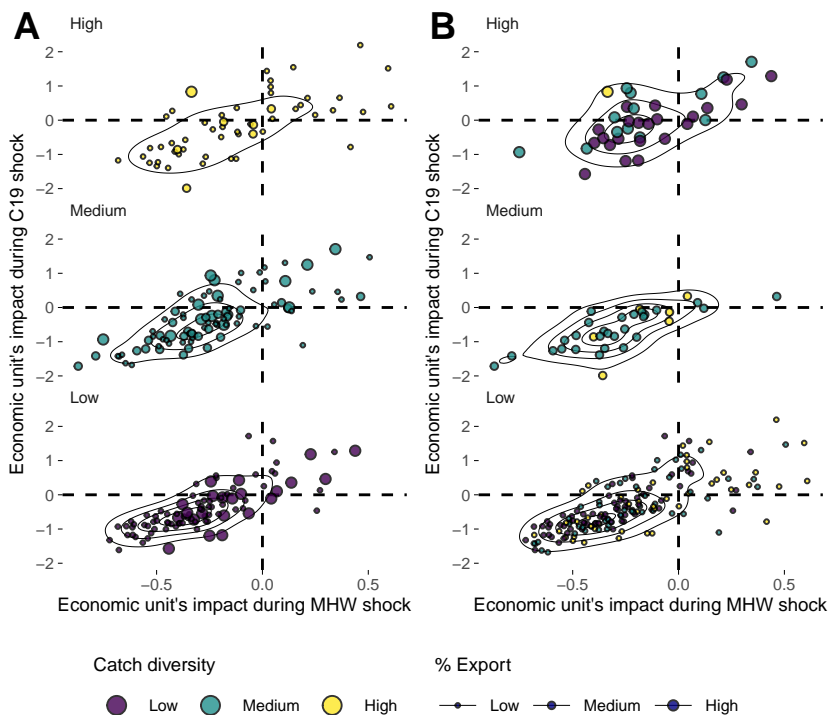 A
B
High
High
2
1
0
−1
−2
2
1
0
−1
−2
Medium
Medium
2
1
0
−1
−2
2
1
0
−1
−2
Low
Low
2
1
0
−1
−2
2
1
0
−1
−2
Economic unit's impact during C19 shock
Economic unit's impact during C19 shock
−0.5 0.0 0.5
−0.5 0.0 0.5
Economic unit's impact during MHW shock
Economic unit's impact during MHW shock
Catch diversity
Low Medium High
% Export
Low Medium High